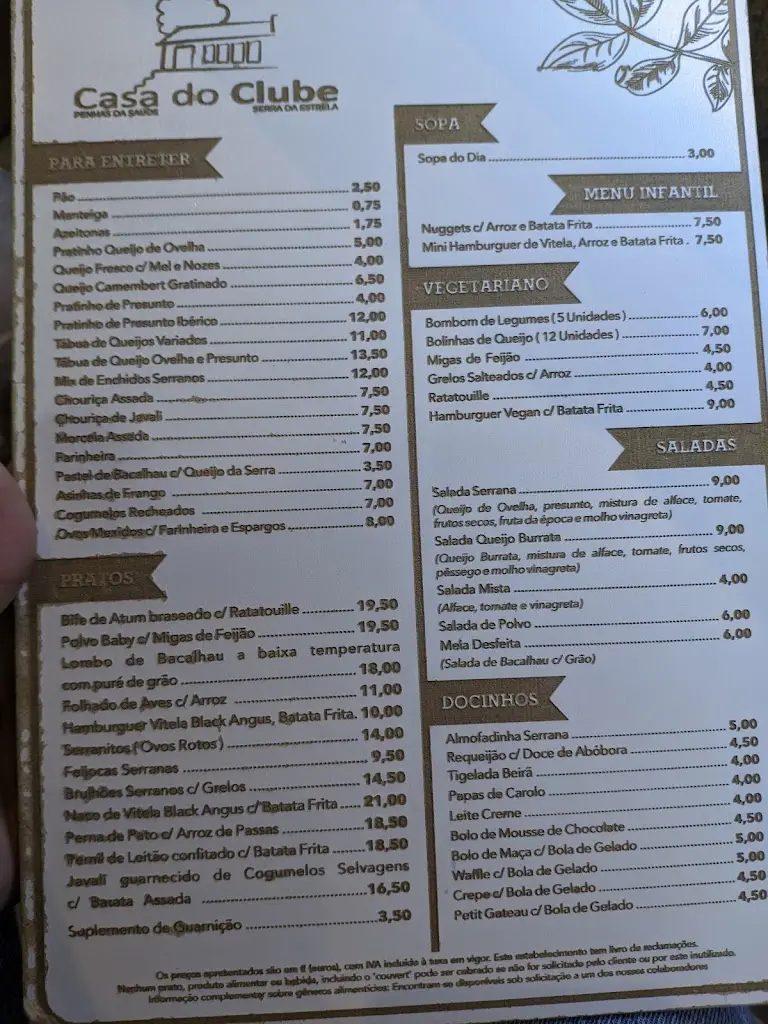 Casa do Clube
PENHAS DA SAÚDE
SERRA DA ESTRELA
PARA ENTRETER
Pão 2,50
Manteiga 0,75
Azeitonas 1,75
Pratinho Queijo de Ovelha 5,00
Queijo Fresco c/ Mel e Nozes 4,00
Queijo Camembert Gratinado 6,50
Pratinho de Presunto 4,00
Pratinho de Presunto Ibérico 12,00
Tábua de Queijos Variados 11,00
Tábua de Queijo Ovelha e Presunto 13,50
Mix de Enchidos Serranos 12,00
Chouriça Assada 7,50
Chouriça de Javali 7,50
Morcela Assada 7,50
Farinheira 7,00
Pastel de Bacalhau c/ Queijo da Serra 3,50
Asinhas de Frango 7,00
Cogumelos Recheados 7,00
Ovos Mexidos c/ Farinheira e Espargos 8,00
PRATOS
Bife de Atum braseado c/ Ratatouille 19,50
Polvo Baby c/ Migas de Feijão 19,50
Lombo de Bacalhau a baixa temperatura
com puré de grão 18,00
Folhado de Aves c/ Arroz 11,00
Hamburguer Vitela Black Angus, Batata Frita. 10,00
Serranitos (Ovos Rotos) 14,00
Feijocas Serranas 9,50
Brulhões Serranos c/ Grelos 14,50
Naco de Vitela Black Angus c/ Batata Frita 21,00
Perna de Pato c/ Arroz de Passas 18,50
Pernil de Leitão confitado c/ Batata Frita 18,50
Javali guarnecido de Cogumelos Selvagens
c/ Batata Assada 16,50
Suplemento de Guarnição 3,50
SOPA
Sopa do Dia 3,00
MENU INFANTIL
Nuggets c/ Arroz e Batata Frita 7,50
Mini Hamburguer de Vitela, Arroz e Batata Frita . 7,50
VEGETARIANO
Bombom de Legumes ( 5 Unidades ) 6,00
Bolinhas de Queijo ( 12 Unidades ) 7,00
Migas de Feijão 4,50
Grelos Salteados c/ Arroz 4,00
Ratatouille 4,50
Hamburguer Vegan c/ Batata Frita 9,00
SALADAS
Salada Serrana 9,00
(Queijo de Ovelha, presunto, mistura de alface, tomate,
frutos secos, fruta da época e molho vinagreta)
Salada Queijo Burrata 9,00
(Queijo Burrata, mistura de alface, tomate, frutos secos,
pêssego e molho vinagreta)
Salada Mista 4,00
(Alface, tomate e vinagreta)
Salada de Polvo 6,00
Meia Desfeita 6,00
(Salada de Bacalhau c/ Grão)
DOCINHOS
Almofadinha Serrana 5,00
Requeijão c/ Doce de Abóbora 4,50
Tigelada Beirã 4,00
Papas de Carolo 4,00
Leite Creme 4,00
Bolo de Mousse de Chocolate 4,50
Bolo de Maça c/ Bola de Gelado 5,00
Waffle c/ Bola de Gelado 5,00
Crepe c/ Bola de Gelado 4,50
Petit Gateau c/ Bola de Gelado 4,50
Os preços apresentados são em € (euros), com IVA incluído à taxa em vigor. Este estabelecimento tem livro de reclamações.
Nenhum prato, produto alimentar ou bebida, incluindo o 'couvert' pode ser cobrado se não for solicitado pelo cliente ou por este inutilizado.
Informação complementar sobre géneros alimentícios: Encontram-se disponíveis sob solicitação a um dos nossos colaboradores